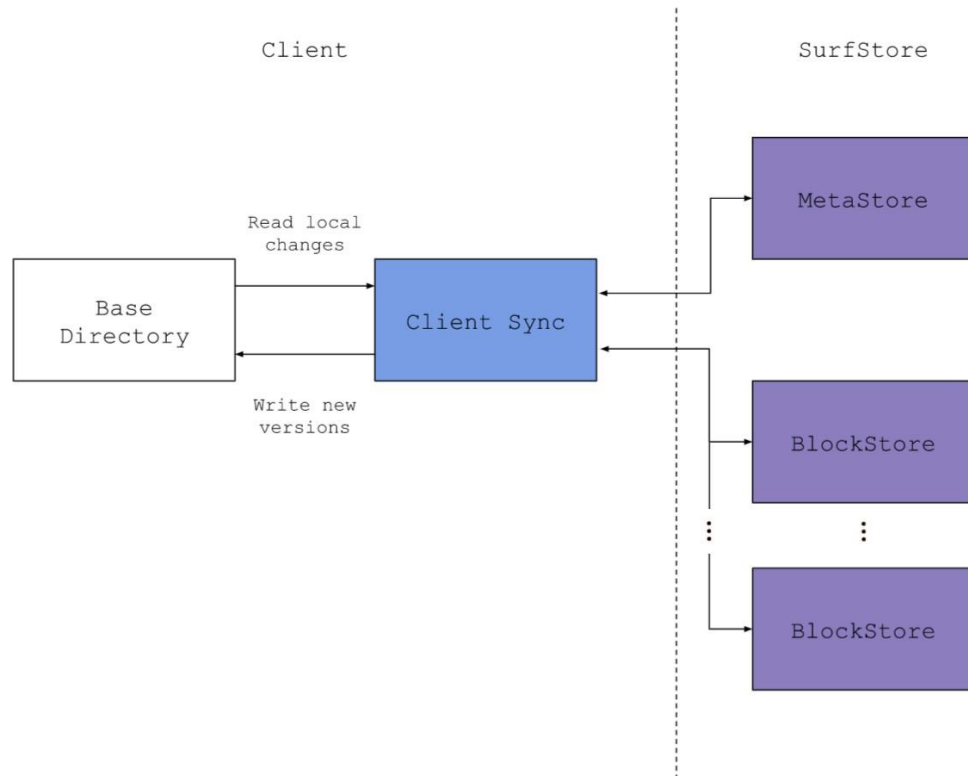 Client
SurfStore
MetaStore
Read local
changes
Base
Directory
Client Sync
Write new
versions
BlockStore
BlockStore